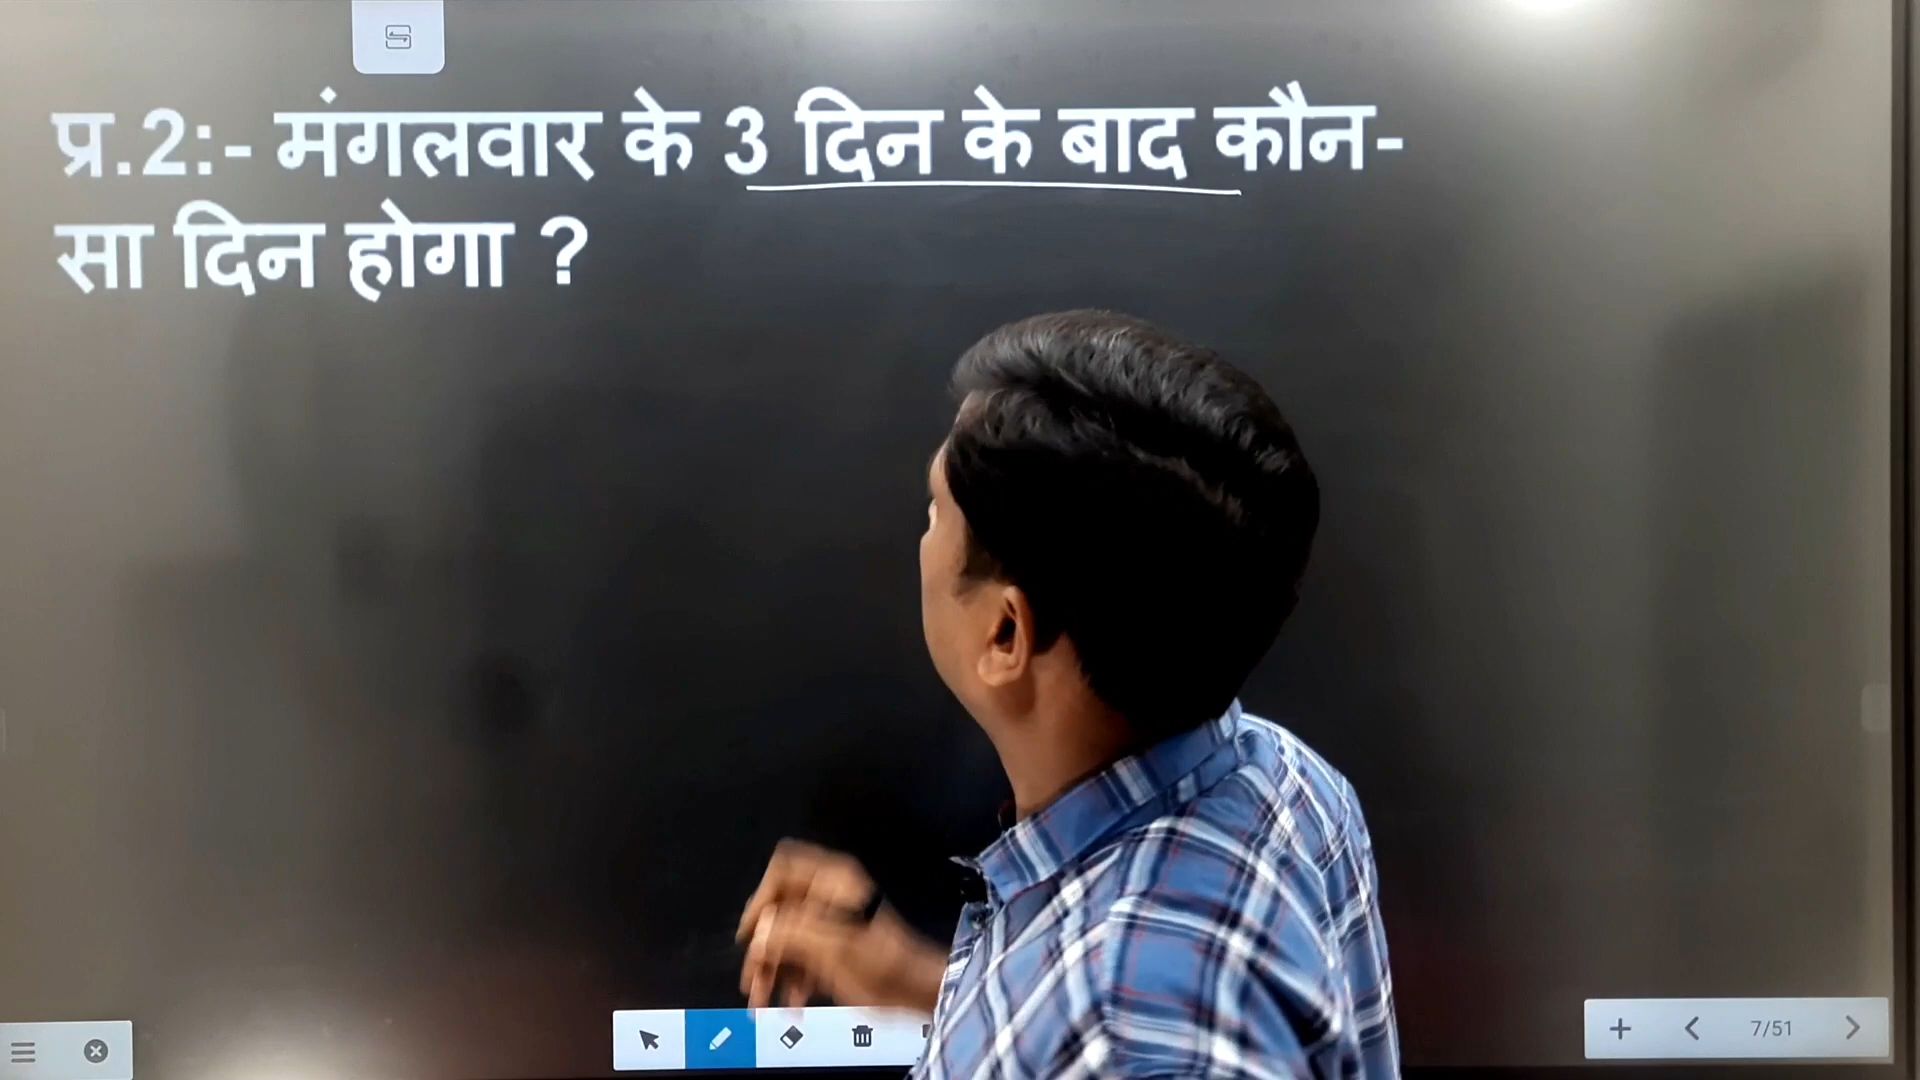 प्र.2:- मंगलवार के 3 दिन के बाद कौन-
सा दिन होगा ?
7/51